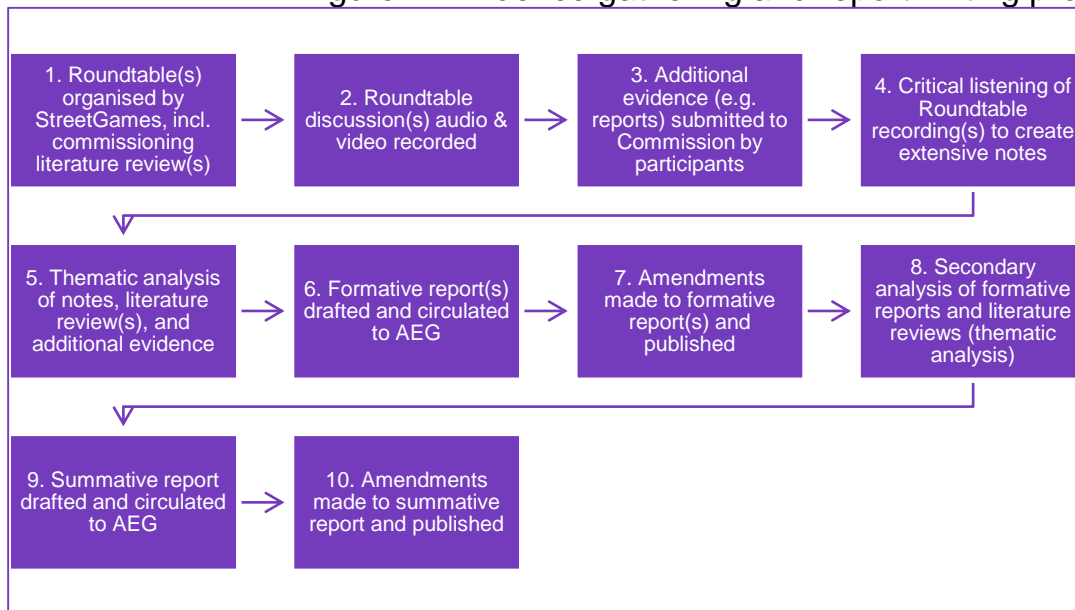 1. Roundtable(s)
organised by
StreetGames, incl.
commissioning
literature review(s)
2. Roundtable
discussion(s) audio &
video recorded
3. Additional
evidence (e.g.
reports) submitted to
Commission by
participants
4. Critical listening of
Roundtable
recording(s) to create
extensive notes
5. Thematic analysis
of notes, literature
review(s), and
additional evidence
6. Formative report(s)
drafted and circulated
to AEG
7. Amendments
made to formative
report(s) and
published
8. Secondary
analysis of formative
reports and literature
reviews (thematic
analysis)
9. Summative report
drafted and circulated
to AEG
10. Amendments
made to summative
report and published